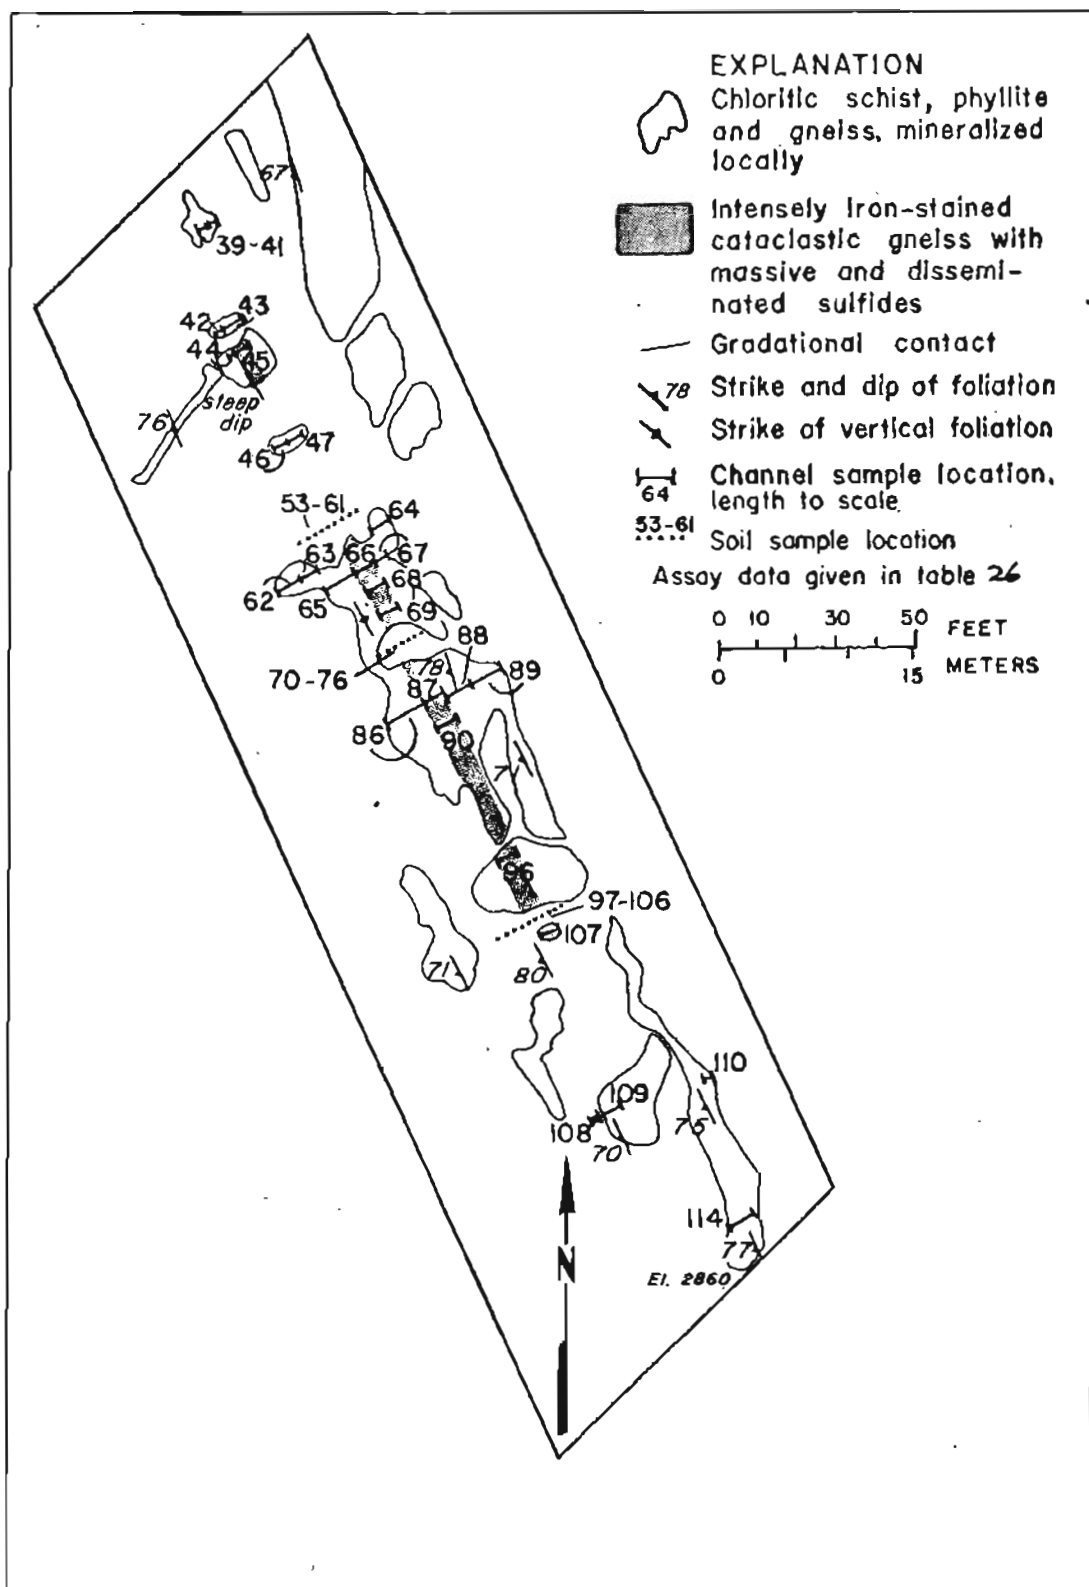 EXPLANATION
Chloritic schist, phyllite
and gneiss, mineralized
locally
Intensely Iron-stained
cataclastic gneiss with
massive and dissemi-
nated sulfides
Gradational contact
78 Strike and dip of foliation
Strike of vertical foliation
Channel sample location,
64 length to scale.
53-61 Soil sample location
Assay data given in table 26
0 10 30 50 FEET
0 15 METERS
67
39-41
42 43
44 45
steep
dip
76
46 47
53-61
64
63 66 67
62 65 68
69
70-76
78
88
87 89
86
90
96
97-106
107
71
80
110
109
108
75
70
114
77
El. 2860
N